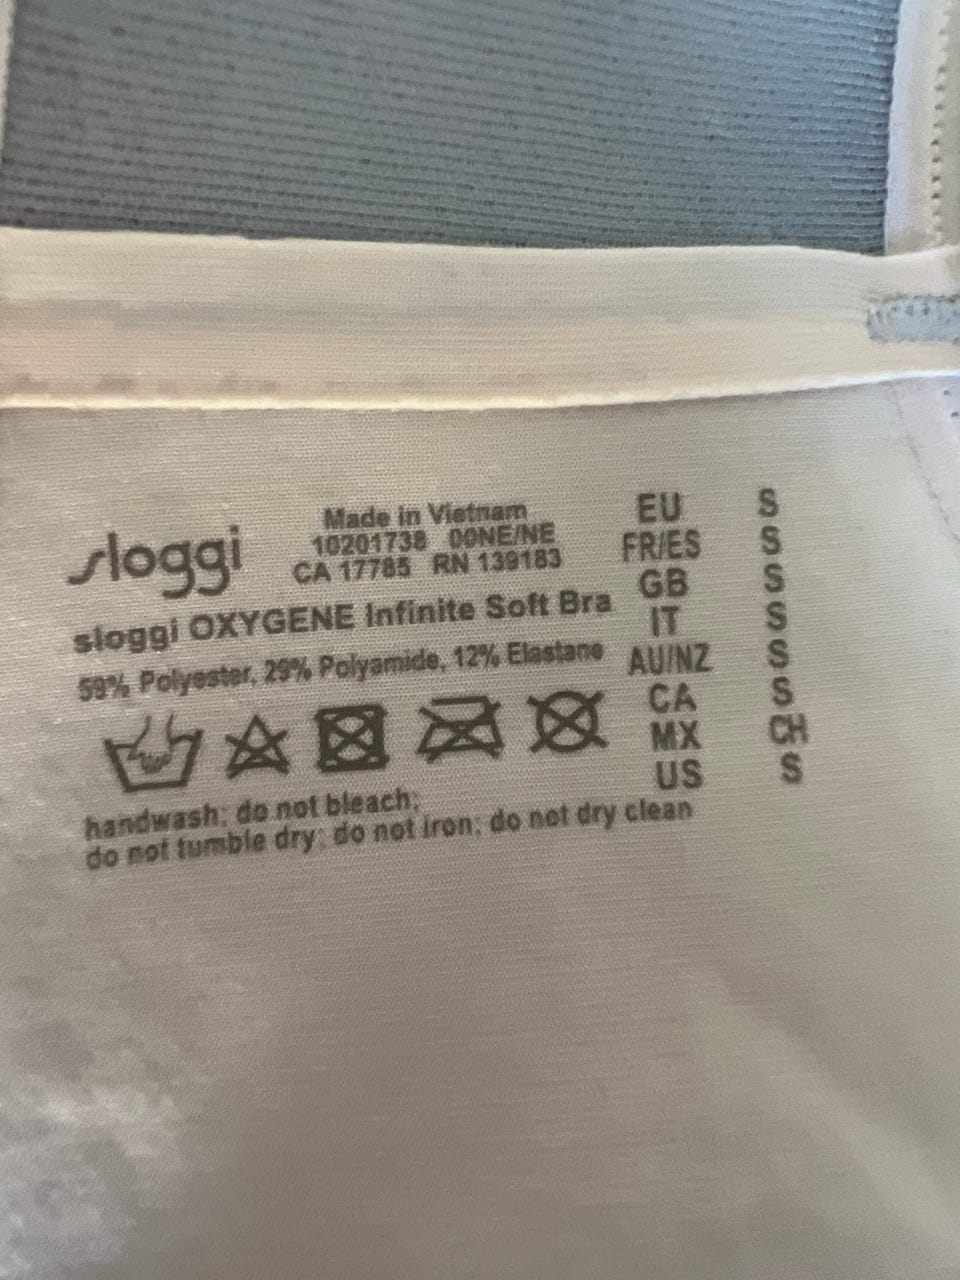 sloggi
Made in Vietnam
10201738 00NE/NE
CA 17785 RN 139183
sloggi OXYGENE Infinite Soft Bra
59% Polyester, 29% Polyamide, 12% Elastane
handwash; do not bleach;
do not tumble dry; do not iron; do not dry clean
EU S
FR/ES S
GB S
IT S
AU/NZ S
CA S
MX CH
US S